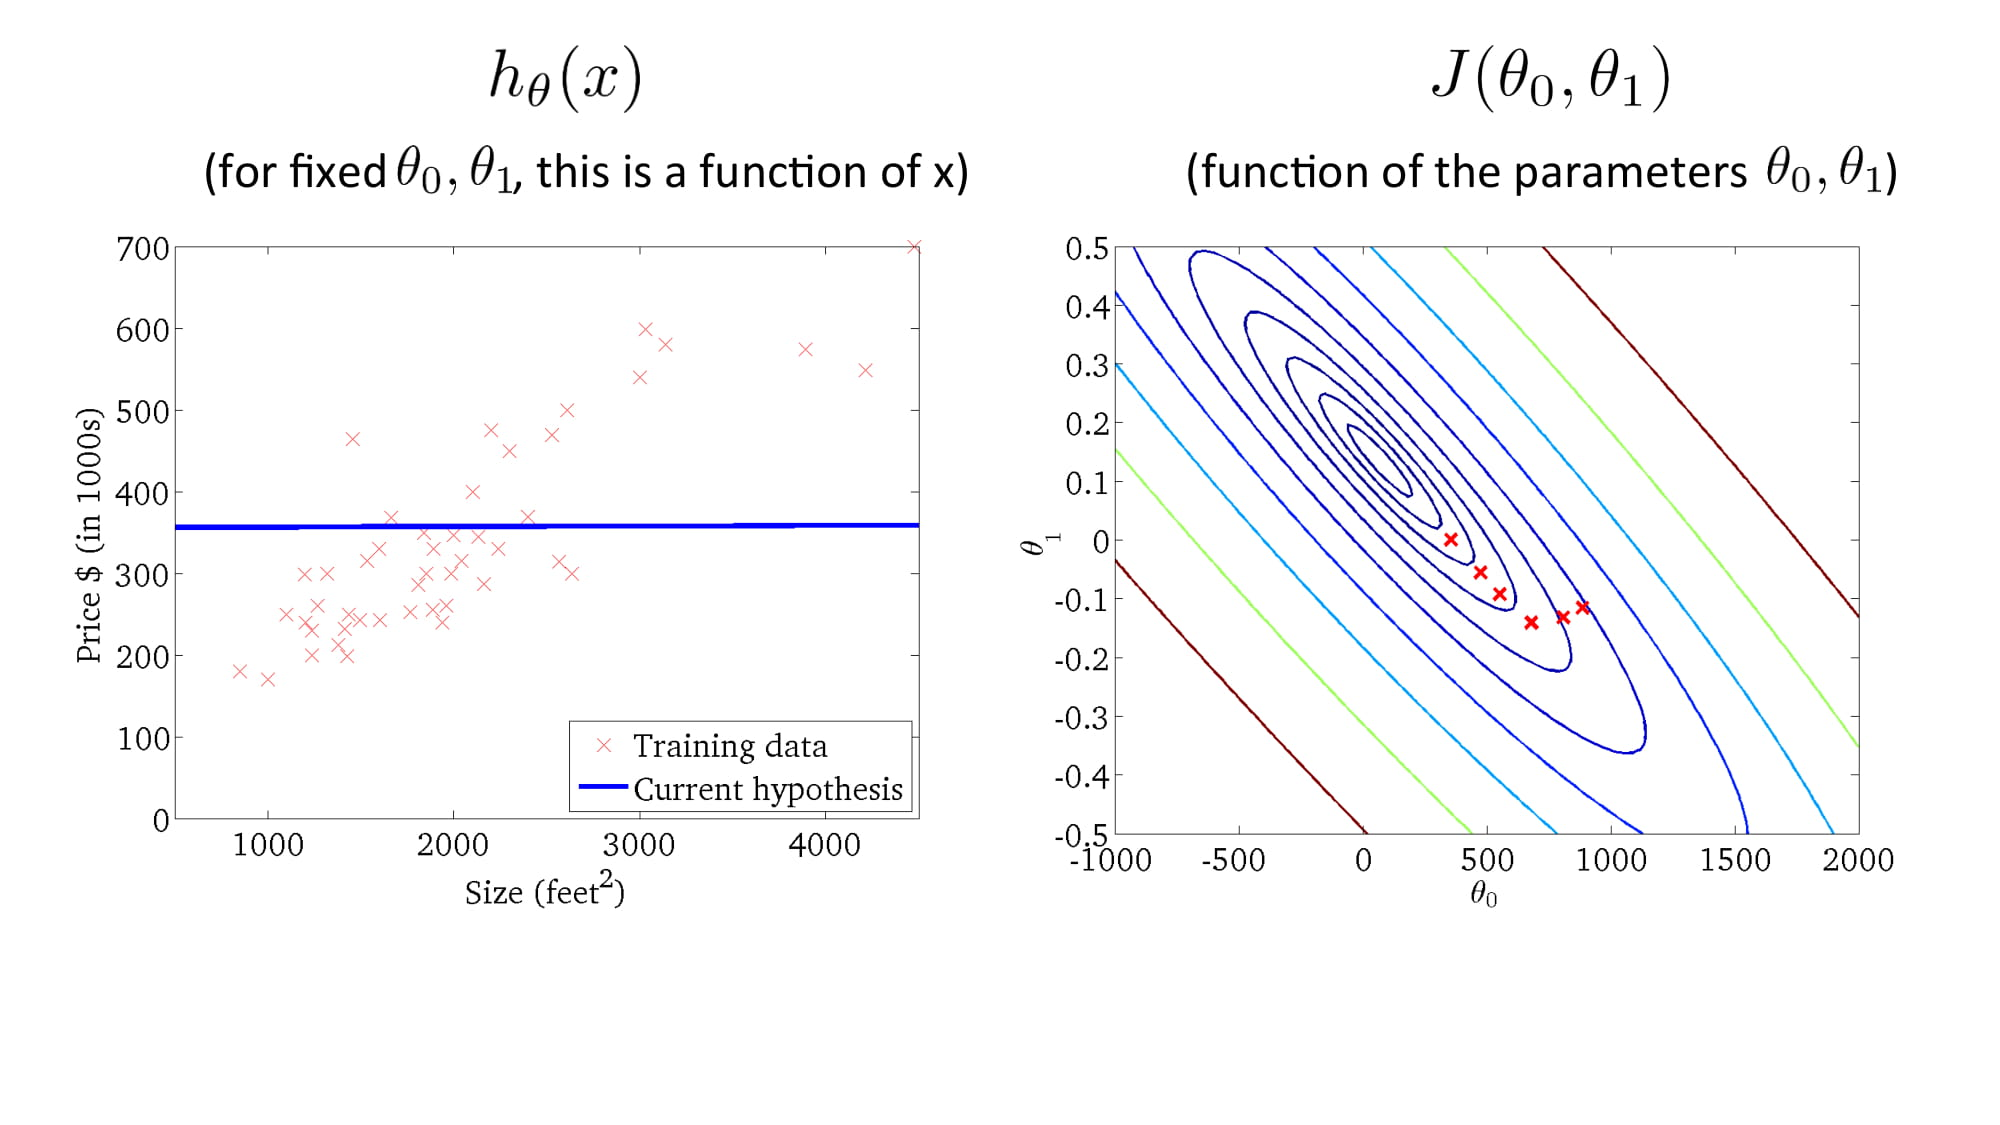 hθ(x)
(for fixed θ0, θ1, this is a function of x)
700
600
500
400
300
200
100
0
Price $ (in 1000s)
1000 2000 3000 4000
Size (feet2)
Training data
Current hypothesis
J(θ0, θ1)
(function of the parameters θ0, θ1)
0.5
0.4
0.3
0.2
0.1
0
-0.1
-0.2
-0.3
-0.4
-0.5
θ1
-1000 -500 0 500 1000 1500 2000
θ0